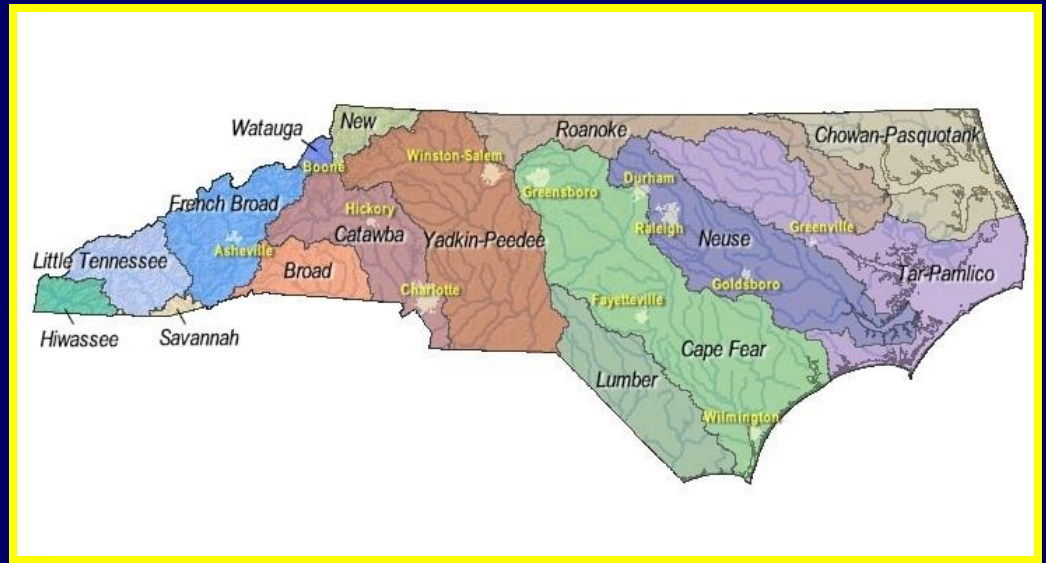 New
Roanoke
Chowan-Pasquotank
Watauga
Winston-Salem
Boone
Greensboro
Durham
French Broad
Hickory
Catawba
Yadkin-Peedee
Raleigh
Neuse
Greenville
Asheville
Little Tennessee
Broad
Tar-Pamlico
Charlotte
Goldsboro
Fayetteville
Hiwassee
Savannah
Cape Fear
Lumber
Wilmington